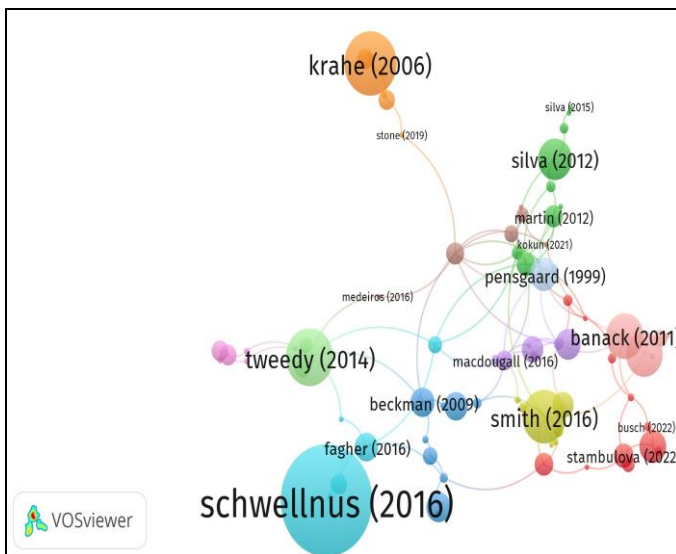 krahe (2006)
silva (2015)
stone (2019)
silva (2012)
martin (2012)
kokun (2021)
pensgaard (1999)
medeiros (2016)
banack (2011)
tweedy (2014)
macdougall (2016)
beckman (2009)
smith (2016)
busch (2022)
fagher (2016)
stambulova (2022)
schwellnus (2016)
VOSviewer